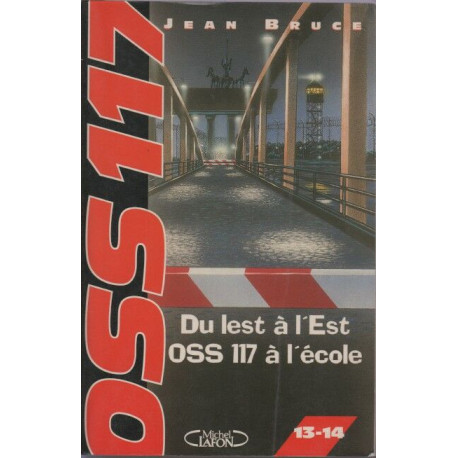 JEAN BRUCE
OSS 117
Du lest à l'Est
OSS 117 à l'école
Michel
LAFON
13-14